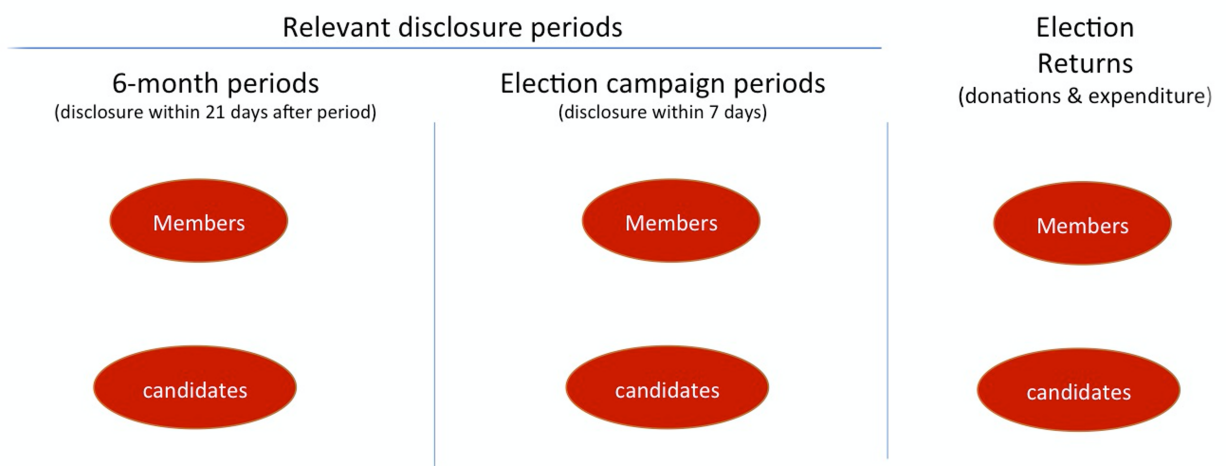 Relevant disclosure periods
6-month periods
(disclosure within 21 days after period)
Members
candidates
Election campaign periods
(disclosure within 7 days)
Members
candidates
Election
Returns
(donations & expenditure)
Members
candidates